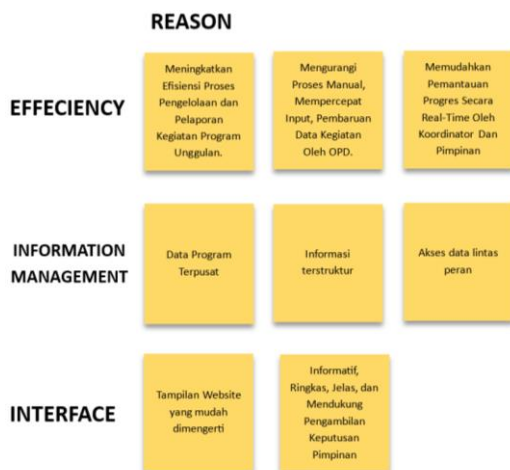 REASON
EFFECIENCY
Meningkatkan
Efisiensi Proses
Pengelolaan dan
Pelaporan
Kegiatan Program
Unggulan.
Mengurangi
Proses Manual,
Mempercepat
Input, Pembaruan
Data Kegiatan
Oleh OPD.
Memudahkan
Pemantauan
Progres Secara
Real-Time Oleh
Koordinator Dan
Pimpinan
INFORMATION
MANAGEMENT
Data Program
Terpusat
Informasi
terstruktur
Akses data lintas
peran
INTERFACE
Tampilan Website
yang mudah
dimengerti
Informatif,
Ringkas, Jelas, dan
Mendukung
Pengambilan
Keputusan
Pimpinan